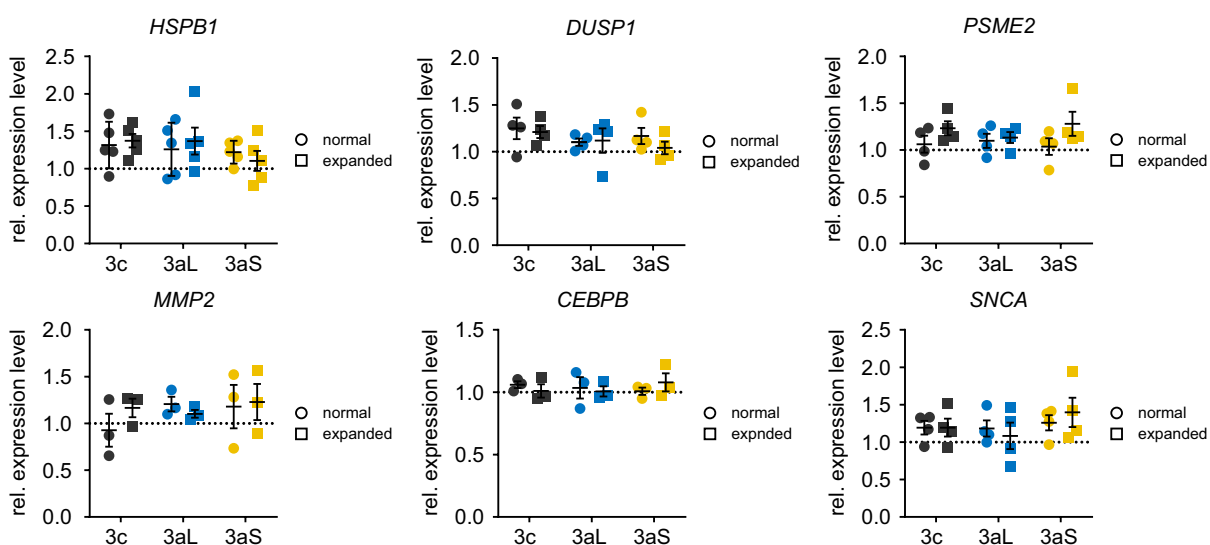 HSPB1
rel. expression level
2.5
2.0
1.5
1.0
0.5
0.0
3c 3aL 3aS
normal
expanded
DUSP1
rel. expression level
2.0
1.5
1.0
0.5
0.0
3c 3aL 3aS
normal
expanded
PSME2
rel. expression level
2.0
1.5
1.0
0.5
0.0
3c 3aL 3aS
normal
expanded
MMP2
rel. expression level
2.0
1.5
1.0
0.5
0.0
3c 3aL 3aS
normal
expanded
CEBPB
rel. expression level
1.5
1.0
0.5
0.0
3c 3aL 3aS
normal
expnded
SNCA
rel. expression level
2.5
2.0
1.5
1.0
0.5
0.0
3c 3aL 3aS
normal
expanded